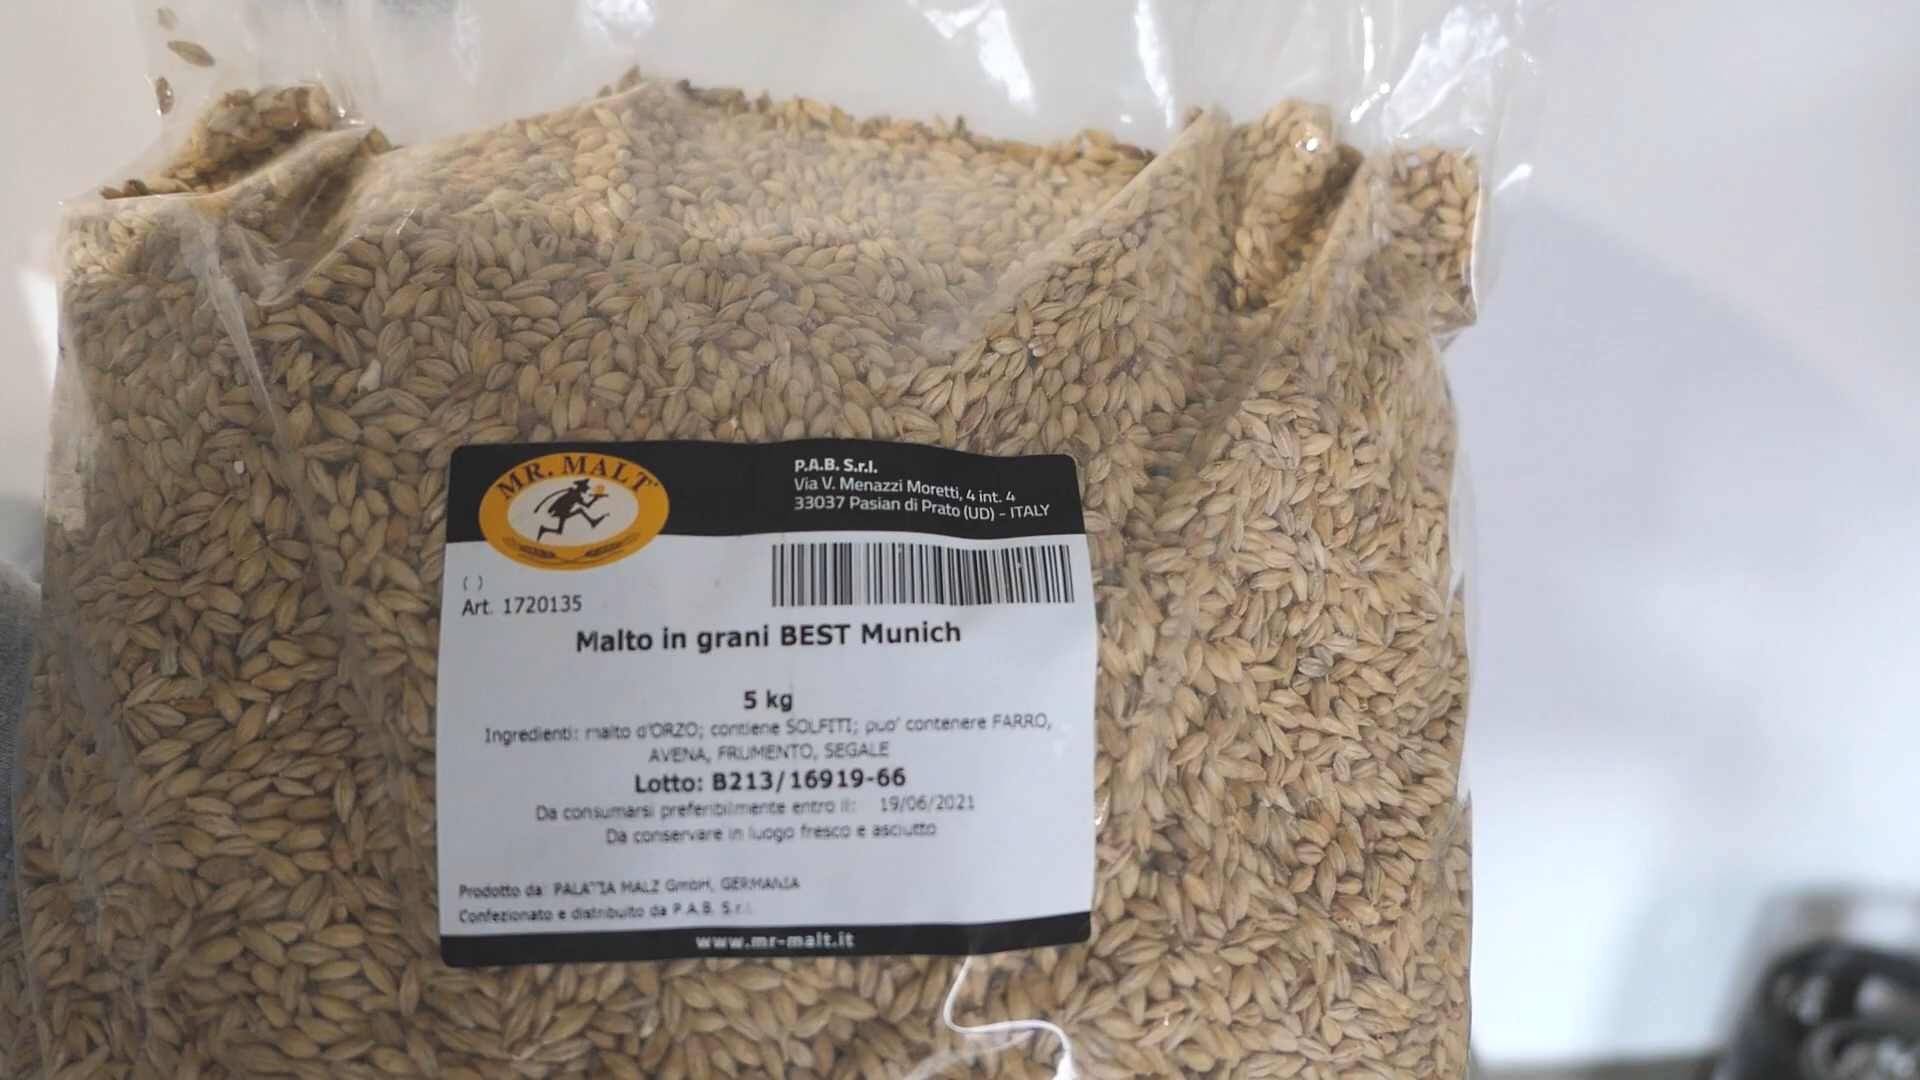 MR. MALT
P.A.B. S.r.l.
Via V. Menazzi Moretti, 4 int. 4
33037 Pasian di Prato (UD) - ITALY
( )
Art. 1720135
Malto in grani BEST Munich
5 kg
Ingredienti: malto d'ORZO; contiene SOLFITI; puo' contenere FARRO,
AVENA, FRUMENTO, SEGALE
Lotto: B213/16919-66
Da consumarsi preferibilmente entro il: 19/06/2021
Da conservare in luogo fresco e asciutto
Prodotto da: PALATIA MALZ GmbH, GERMANIA
Confezionato e distribuito da P.A.B. S.r.l.
www.mr-malt.it